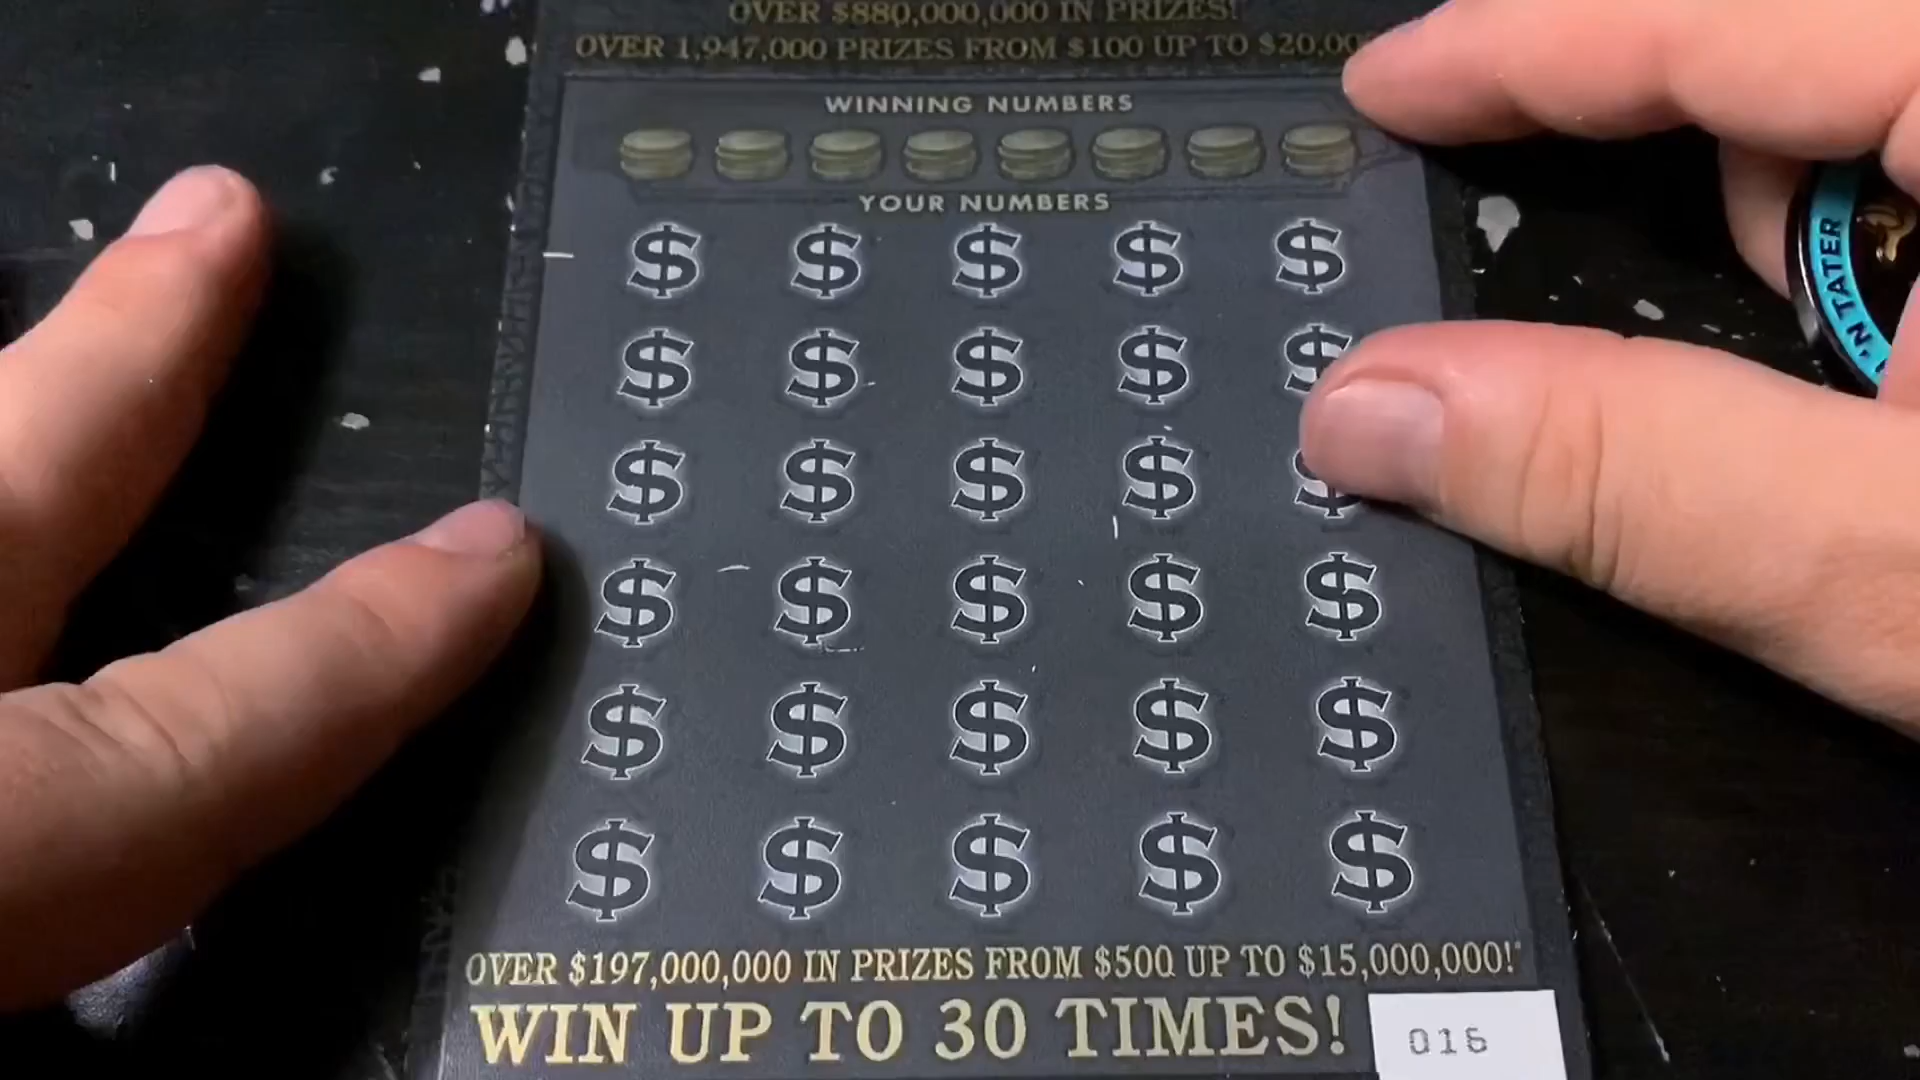 OVER $880,000,000 IN PRIZES!
OVER 1,947,000 PRIZES FROM $100 UP TO $20,00
WINNING NUMBERS
YOUR NUMBERS
$ $ $ $ $
$ $ $ $ $
$ $ $ $ $
$ $ $ $ $
$ $ $ $ $
$ $ $ $ $
N' TATER
OVER $197,000,000 IN PRIZES FROM $500 UP TO $15,000,000!*
WIN UP TO 30 TIMES!
016